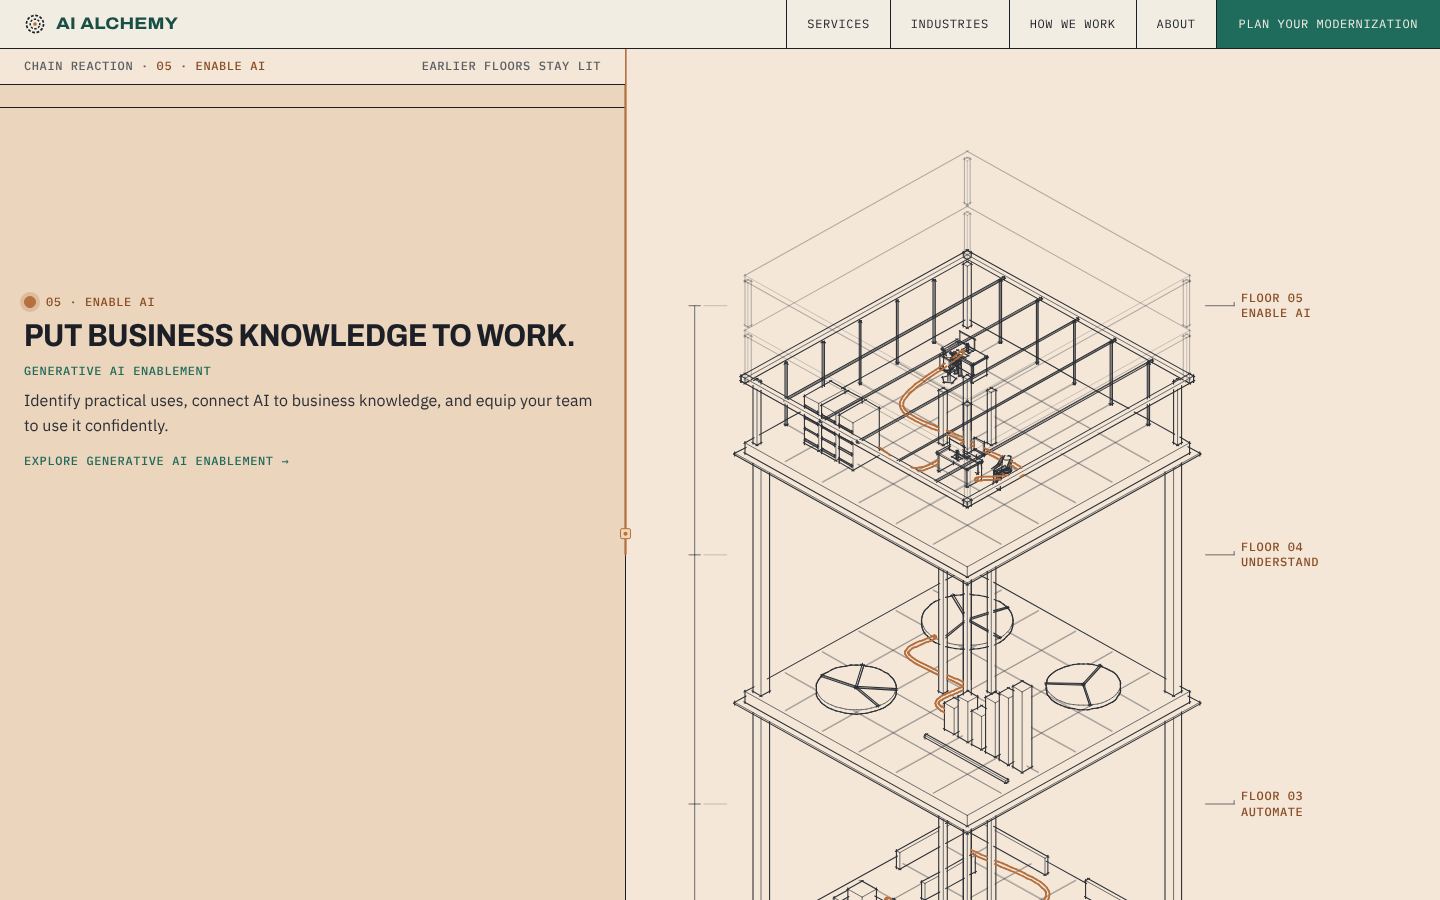 AI ALCHEMY
SERVICES
INDUSTRIES
HOW WE WORK
ABOUT
PLAN YOUR MODERNIZATION
CHAIN REACTION · 05 · ENABLE AI
EARLIER FLOORS STAY LIT
05 · ENABLE AI
PUT BUSINESS KNOWLEDGE TO WORK.
GENERATIVE AI ENABLEMENT
Identify practical uses, connect AI to business knowledge, and equip your team
to use it confidently.
EXPLORE GENERATIVE AI ENABLEMENT →
FLOOR 05
ENABLE AI
FLOOR 04
UNDERSTAND
FLOOR 03
AUTOMATE